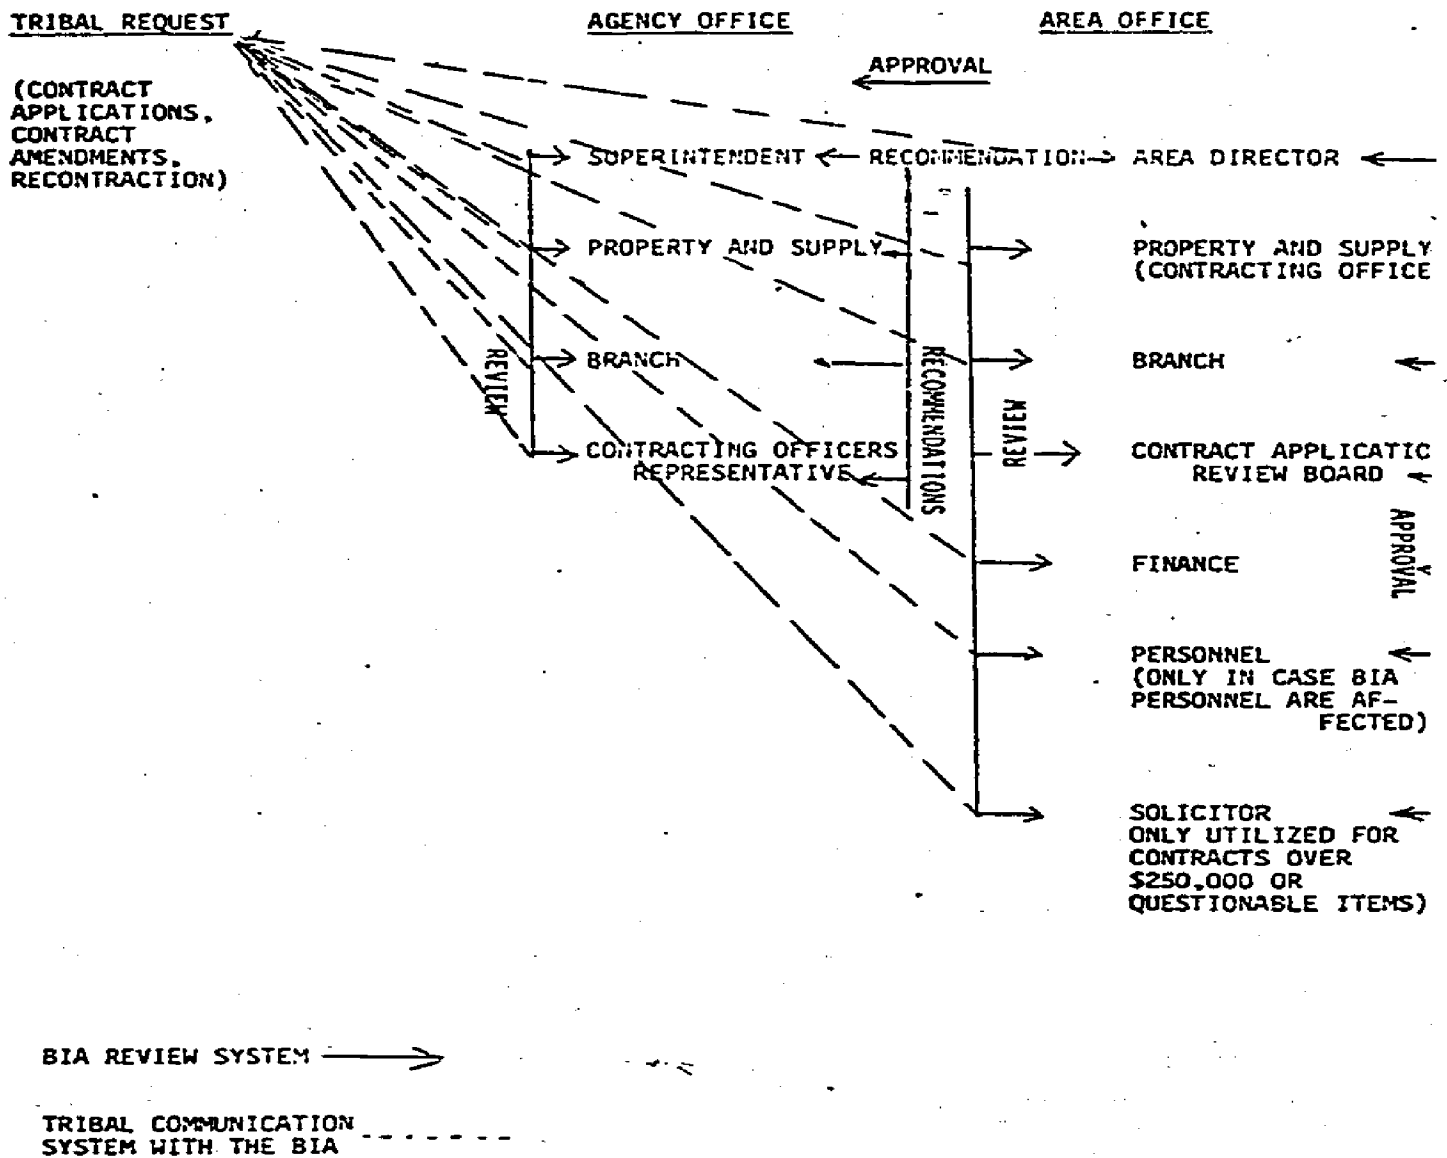 TRIBAL REQUEST
AGENCY OFFICE
AREA OFFICE
(CONTRACT
APPLICATIONS,
CONTRACT
AMENDMENTS,
RECONTRACTION)
APPROVAL
SUPERINTENDENT
RECOMMENDATION
AREA DIRECTOR
PROPERTY AND SUPPLY
PROPERTY AND SUPPLY
(CONTRACTING OFFICE
REVIEW
BRANCH
RECOMMENDATIONS
REVIEW
BRANCH
CONTRACTING OFFICERS
REPRESENTATIVE
CONTRACT APPLICATIO
REVIEW BOARD
APPROVAL
FINANCE
PERSONNEL
(ONLY IN CASE BIA
PERSONNEL ARE AF-
FECTED)
SOLICITOR
ONLY UTILIZED FOR
CONTRACTS OVER
$250,000 OR
QUESTIONABLE ITEMS)
BIA REVIEW SYSTEM
TRIBAL COMMUNICATION
SYSTEM WITH THE BIA